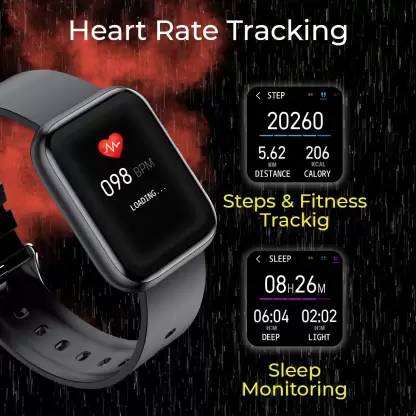 Heart Rate Tracking
098 BPM
LOADING...
< STEP
20260
5.62 206
KM KCAL
DISTANCE CALORY
Steps & Fitness
Trackig
< SLEEP
08H26M
06:04 02:02
H:M H:M
DEEP LIGHT
Sleep
Monitoring